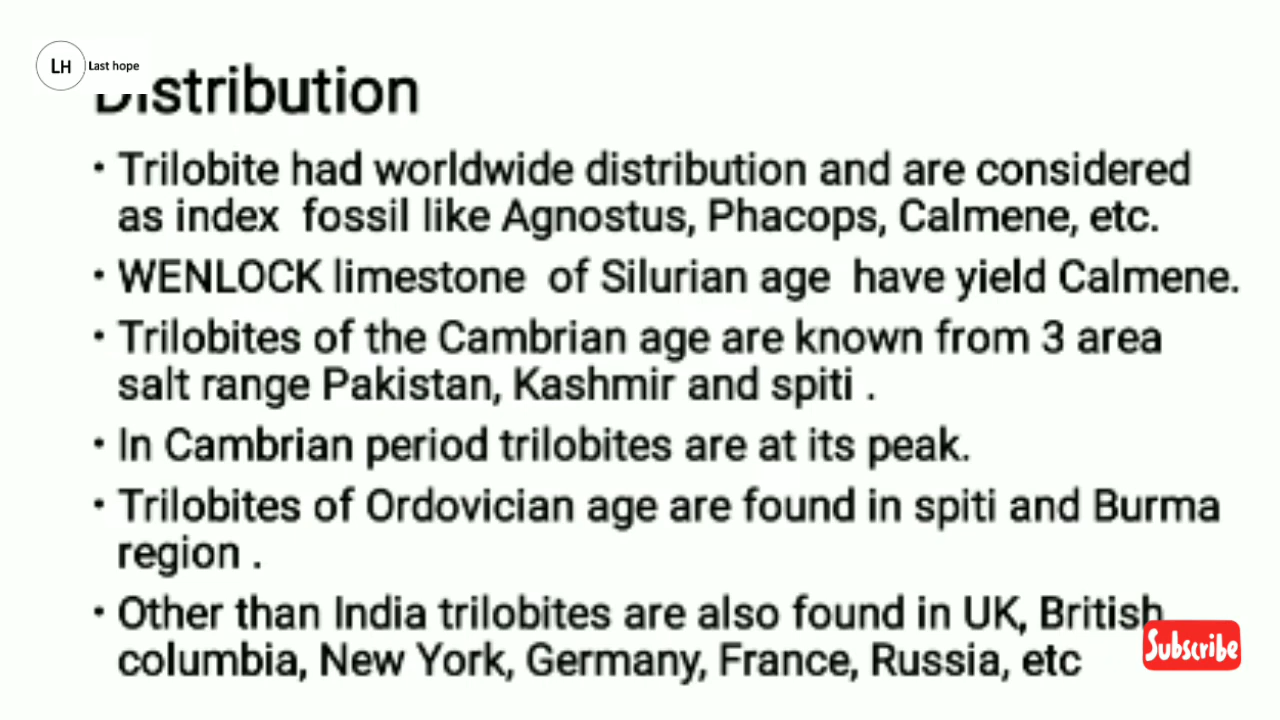 LH Last hope
Distribution
• Trilobite had worldwide distribution and are considered
as index fossil like Agnostus, Phacops, Calmene, etc.
• WENLOCK limestone of Silurian age have yield Calmene.
• Trilobites of the Cambrian age are known from 3 area
salt range Pakistan, Kashmir and spiti .
• In Cambrian period trilobites are at its peak.
• Trilobites of Ordovician age are found in spiti and Burma
region .
• Other than India trilobites are also found in UK, British
columbia, New York, Germany, France, Russia, etc
Subscribe